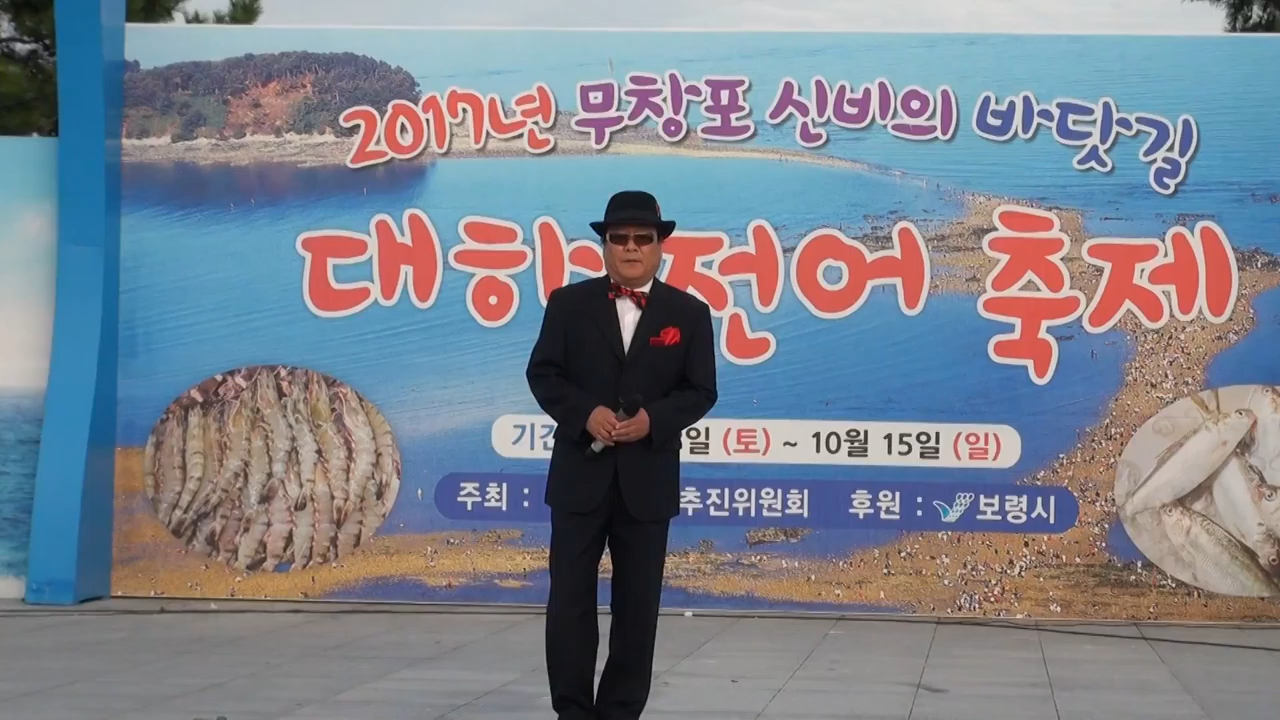 2017년 무창포 신비의 바닷길
대하 전어 축제
일 (토) ~ 10월 15일 (일)
주최 : 추진위원회 후원 : 보령시